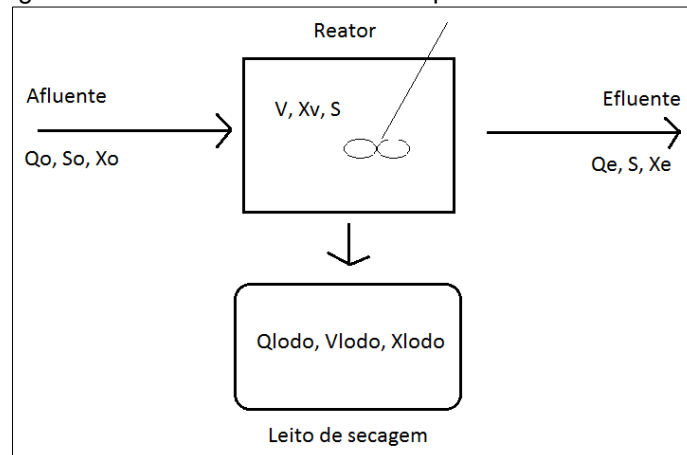 Reator
Afluente
V, Xv, S
Efluente
Qo, So, Xo
Qe, S, Xe
Qlodo, Vlodo, Xlodo
Leito de secagem